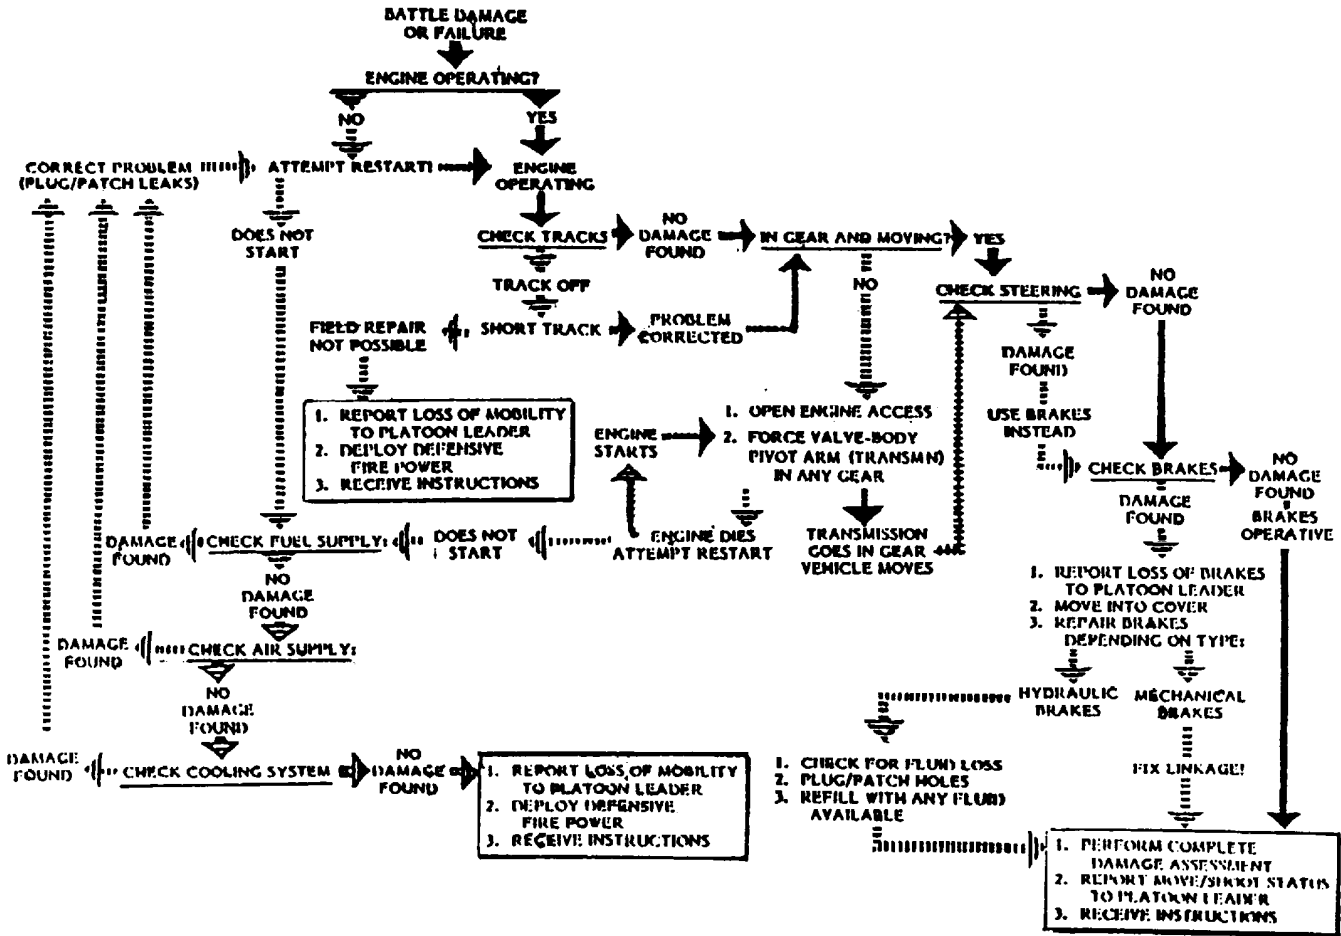 BATTLE DAMAGE
OR FAILURE
ENGINE OPERATING?
NO
YES
CORRECT PROBLEM
(PLUG/PATCH LEAKS)
ATTEMPT RESTART!
ENGINE
OPERATING
DOES NOT
START
CHECK TRACKS
NO
DAMAGE
FOUND
IN GEAR AND MOVING?
YES
TRACK OFF
NO
CHECK STEERING
NO
DAMAGE
FOUND
FIELD REPAIR
NOT POSSIBLE
SHORT TRACK
PROBLEM
CORRECTED
DAMAGE
FOUND
1. REPORT LOSS OF MOBILITY
TO PLATOON LEADER
2. DEPLOY DEFENSIVE
FIRE POWER
3. RECEIVE INSTRUCTIONS
ENGINE
STARTS
1. OPEN ENGINE ACCESS
2. FORCE VALVE-BODY
PIVOT ARM (TRANSMN)
IN ANY GEAR
USE BRAKES
INSTEAD
CHECK BRAKES
NO
DAMAGE
FOUND
BRAKES
OPERATIVE
DAMAGE
FOUND
DAMAGE
FOUND
CHECK FUEL SUPPLY:
DOES NOT
START
ENGINE DIES
ATTEMPT RESTART
TRANSMISSION
GOES IN GEAR
VEHICLE MOVES
NO
DAMAGE
FOUND
1. REPORT LOSS OF BRAKES
TO PLATOON LEADER
2. MOVE INTO COVER
3. REPAIR BRAKES
DEPENDING ON TYPE:
DAMAGE
FOUND
CHECK AIR SUPPLY:
NO
DAMAGE
FOUND
HYDRAULIC
BRAKES
MECHANICAL
BRAKES
DAMAGE
FOUND
CHECK COOLING SYSTEM
NO
DAMAGE
FOUND
1. REPORT LOSS OF MOBILITY
TO PLATOON LEADER
2. DEPLOY DEFENSIVE
FIRE POWER
3. RECEIVE INSTRUCTIONS
1. CHECK FOR FLUID LOSS
2. PLUG/PATCH HOLES
3. REFILL WITH ANY FLUID
AVAILABLE
FIX LINKAGE!
1. PERFORM COMPLETE
DAMAGE ASSESSMENT
2. REPORT MOVE/SHOOT STATUS
TO PLATOON LEADER
3. RECEIVE INSTRUCTIONS